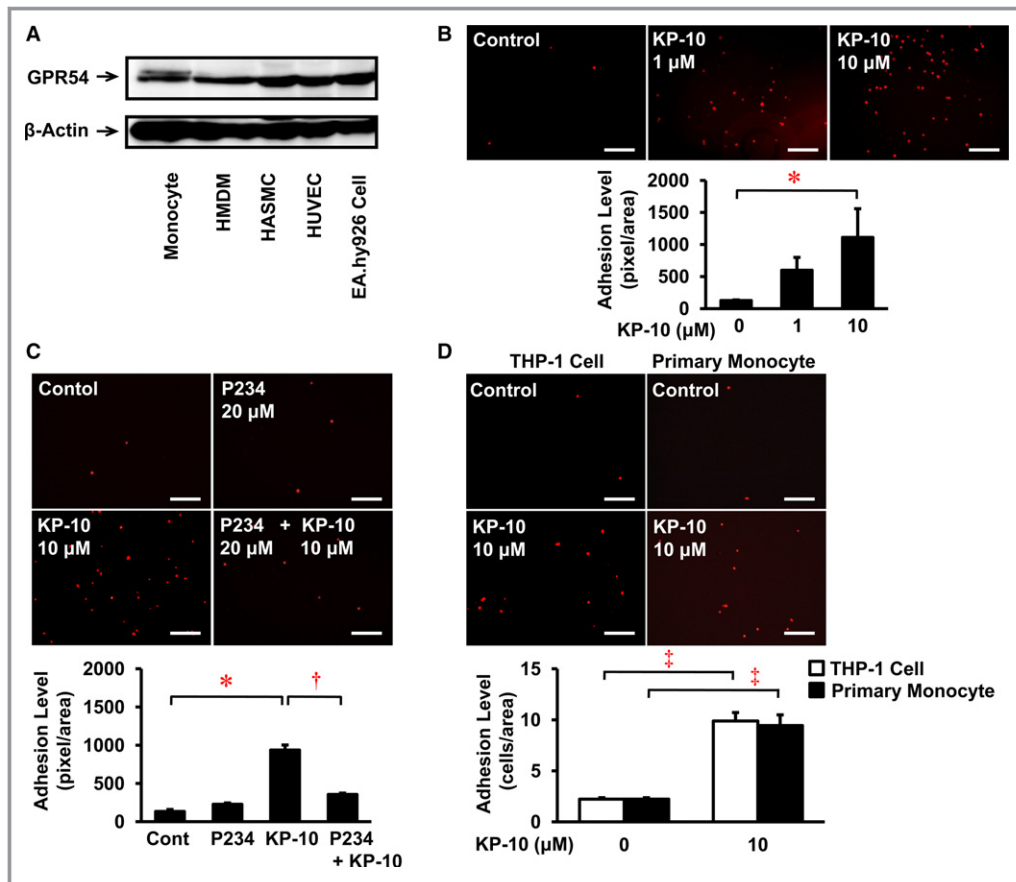 A
GPR54
β-Actin
Monocyte
HMDM
HASMC
HUVEC
EA.hy926 Cell
B
Control
KP-10
1 µM
KP-10
10 µM
*
Adhesion Level
(pixel/area)
2000
1500
1000
500
0
KP-10 (µM)
0
1
10
C
Contol
P234
20 µM
KP-10
10 µM
P234 + KP-10
20 µM 10 µM
*
†
Adhesion Level
(pixel/area)
2000
1500
1000
500
0
Cont
P234
KP-10
P234
+ KP-10
D
THP-1 Cell
Primary Monocyte
Control
Control
KP-10
10 µM
KP-10
10 µM
‡
‡
THP-1 Cell
Primary Monocyte
Adhesion Level
(cells/area)
15
10
5
0
KP-10 (µM)
0
10